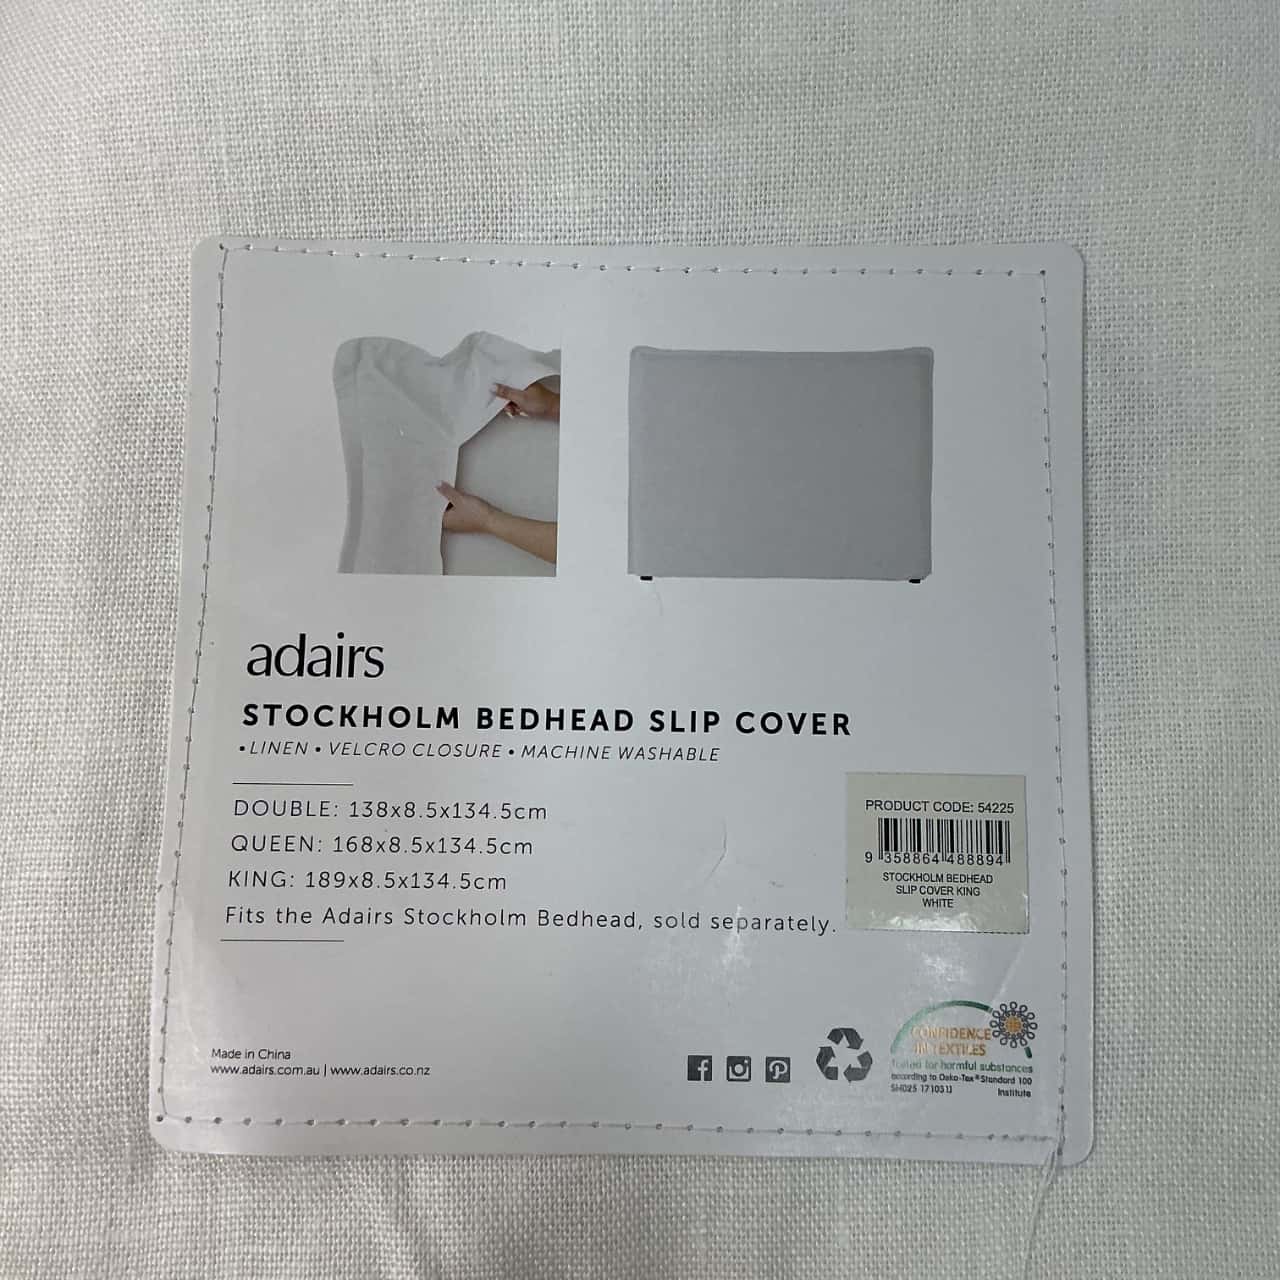 adairs
STOCKHOLM BEDHEAD SLIP COVER
• LINEN • VELCRO CLOSURE • MACHINE WASHABLE
DOUBLE: 138x8.5x134.5cm
QUEEN: 168x8.5x134.5cm
KING: 189x8.5x134.5cm
Fits the Adairs Stockholm Bedhead, sold separately.
PRODUCT CODE: 54225
9 358864 488894
STOCKHOLM BEDHEAD
SLIP COVER KING
WHITE
Made in China
www.adairs.com.au | www.adairs.co.nz
CONFIDENCE
IN TEXTILES
Tested for harmful substances
according to Oeko-Tex® Standard 100
Institute